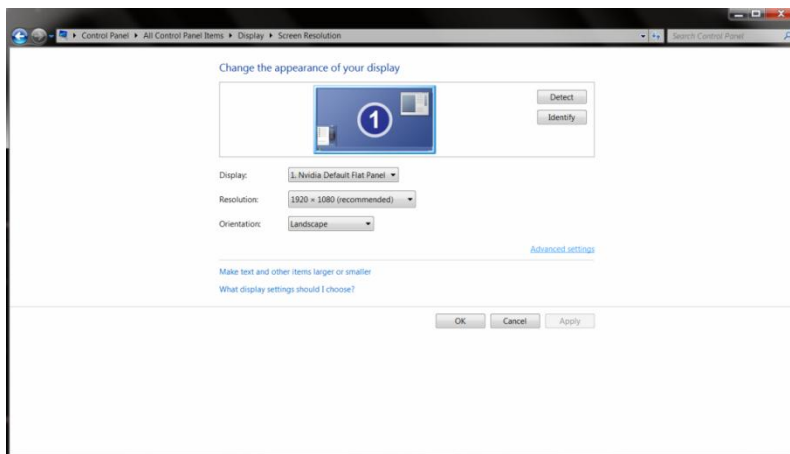 Control Panel ▸ All Control Panel Items ▸ Display ▸ Screen Resolution
Search Control Panel
Change the appearance of your display
1
Detect
Identify
Display: 1. Nvidia Default Flat Panel
Resolution: 1920 × 1080 (recommended)
Orientation: Landscape
Advanced settings
Make text and other items larger or smaller
What display settings should I choose?
OK Cancel Apply